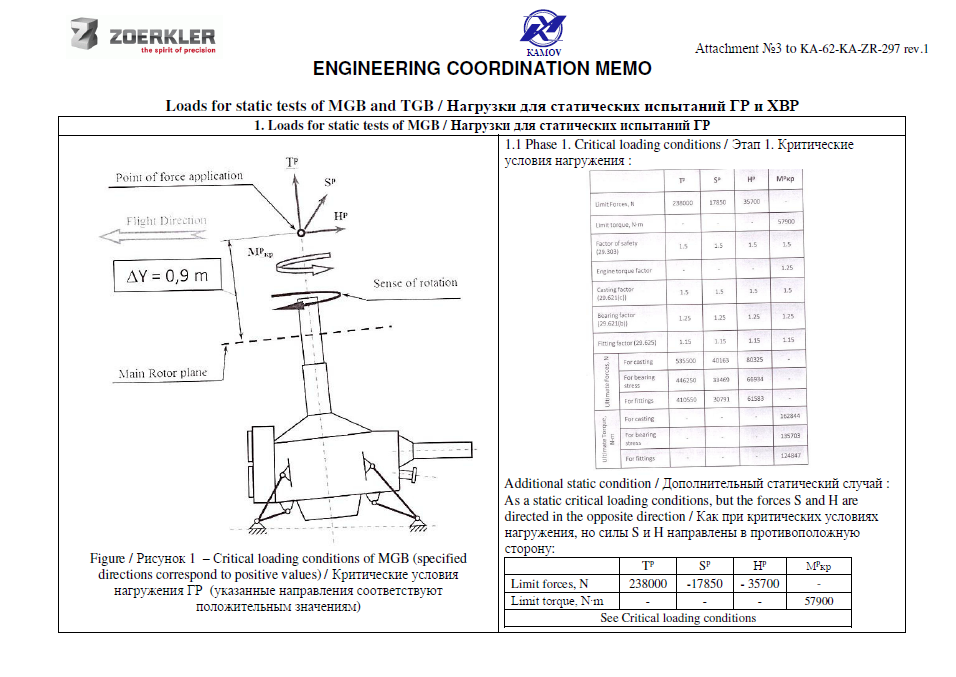 ZOERKLER
the spirit of precision
KAMOV
Attachment №3 to KA-62-KA-ZR-297 rev.1
ENGINEERING COORDINATION MEMO
Loads for static tests of MGB and TGB / Нагрузки для статических испытаний ГР и ХВР
1. Loads for static tests of MGB / Нагрузки для статических испытаний ГР
Tᵖ
Point of force application
Sᵖ
Hᵖ
Flight Direction
Mᵖкр
ΔY = 0,9 m
Sense of rotation
Main Rotor plane
Figure / Рисунок 1 – Critical loading conditions of MGB (specified
directions correspond to positive values) / Критические условия
нагружения ГР (указанные направления соответствуют
положительным значениям)
1.1 Phase 1. Critical loading conditions / Этап 1. Критические
условия нагружения :
Tᵖ Sᵖ Hᵖ Mᵖкр
Limit Forces, N 238000 17850 35700 -
Limit torque, N·m - - - 57900
Factor of safety
(29.303) 1.5 1.5 1.5 1.5
Engine torque factor - - - 1.25
Casting factor
(29.621(c)) 1.5 1.5 1.5 1.5
Bearing factor
(29.621(b)) 1.25 1.25 1.25 1.25
Fitting factor (29.625) 1.15 1.15 1.15 1.15
Ultimate Forces, N
For casting 535500 40163 80325 -
For bearing
stress 446250 33469 66934 -
For fittings 410550 30791 61583 -
Ultimate Torque,
N·m
For casting - - - 162844
For bearing
stress - - - 135703
For fittings - - - 124847
Additional static condition / Дополнительный статический случай :
As a static critical loading conditions, but the forces S and H are
directed in the opposite direction / Как при критических условиях
нагружения, но силы S и H направлены в противоположную
сторону:
Tᵖ Sᵖ Hᵖ Mᵖкр
Limit forces, N 238000 -17850 - 35700 -
Limit torque, N·m - - - 57900
See Critical loading conditions